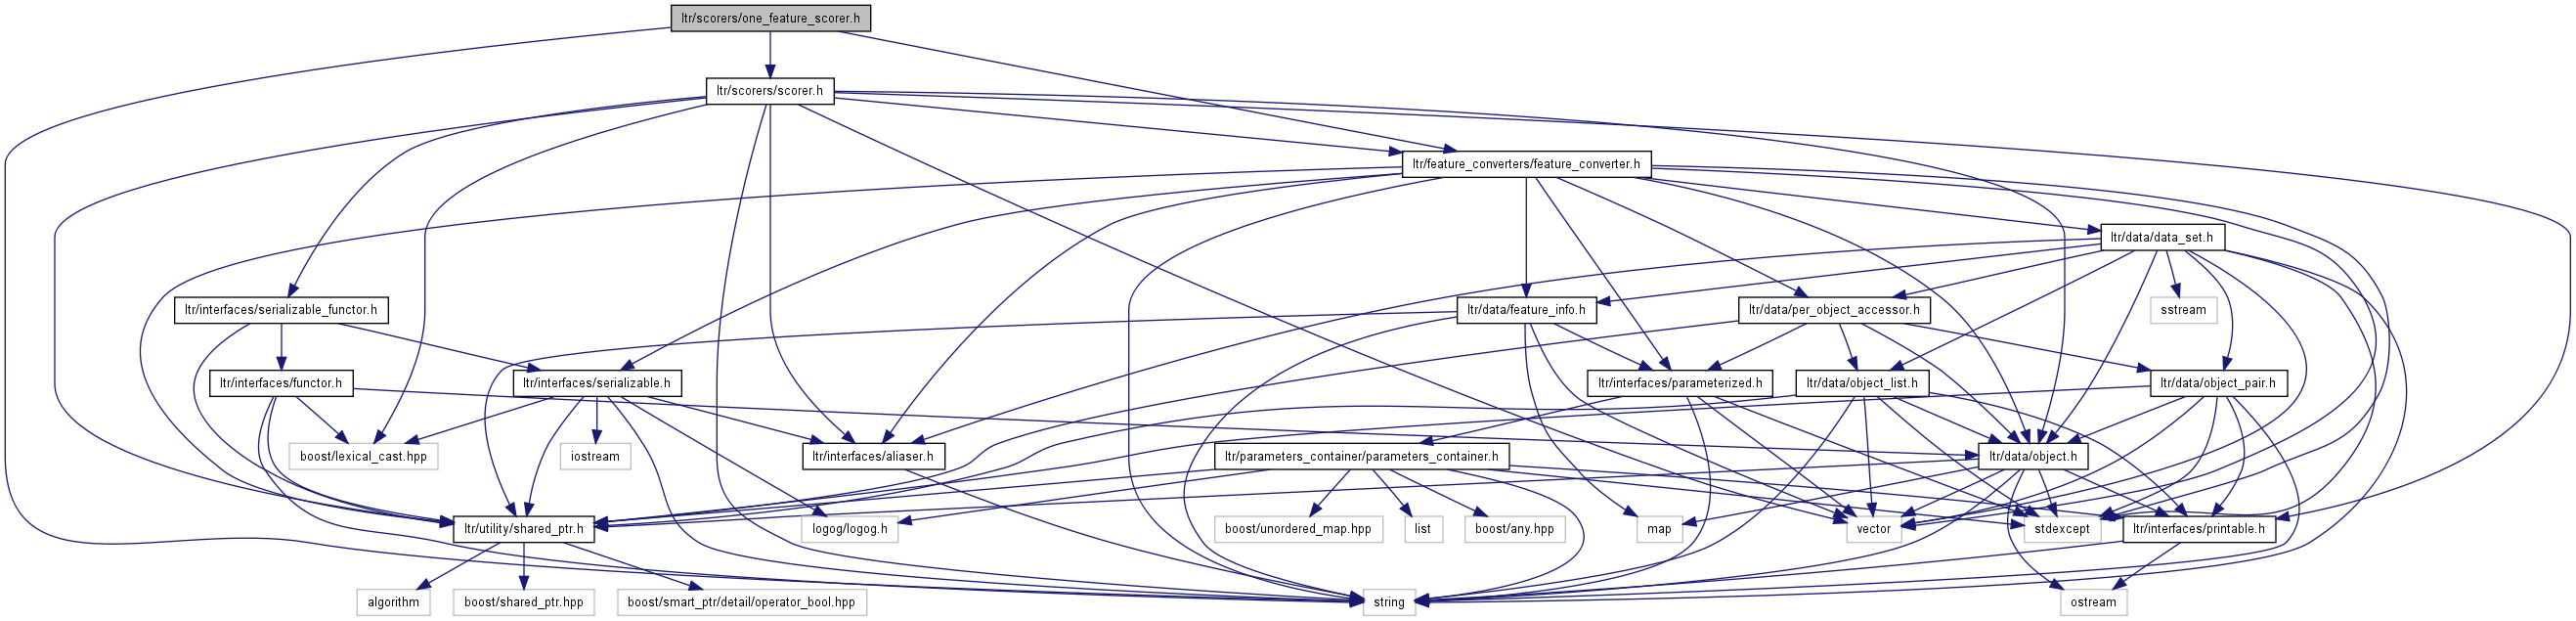 ltr/scorers/one_feature_scorer.h
ltr/scorers/scorer.h
ltr/feature_converters/feature_converter.h
ltr/data/data_set.h
ltr/interfaces/serializable_functor.h
ltr/data/feature_info.h
ltr/data/per_object_accessor.h
sstream
ltr/interfaces/functor.h
ltr/interfaces/serializable.h
ltr/interfaces/parameterized.h
ltr/data/object_list.h
ltr/data/object_pair.h
boost/lexical_cast.hpp
iostream
ltr/interfaces/aliaser.h
ltr/parameters_container/parameters_container.h
ltr/data/object.h
ltr/utility/shared_ptr.h
logog/logog.h
boost/unordered_map.hpp
list
boost/any.hpp
map
vector
stdexcept
ltr/interfaces/printable.h
algorithm
boost/shared_ptr.hpp
boost/smart_ptr/detail/operator_bool.hpp
string
ostream